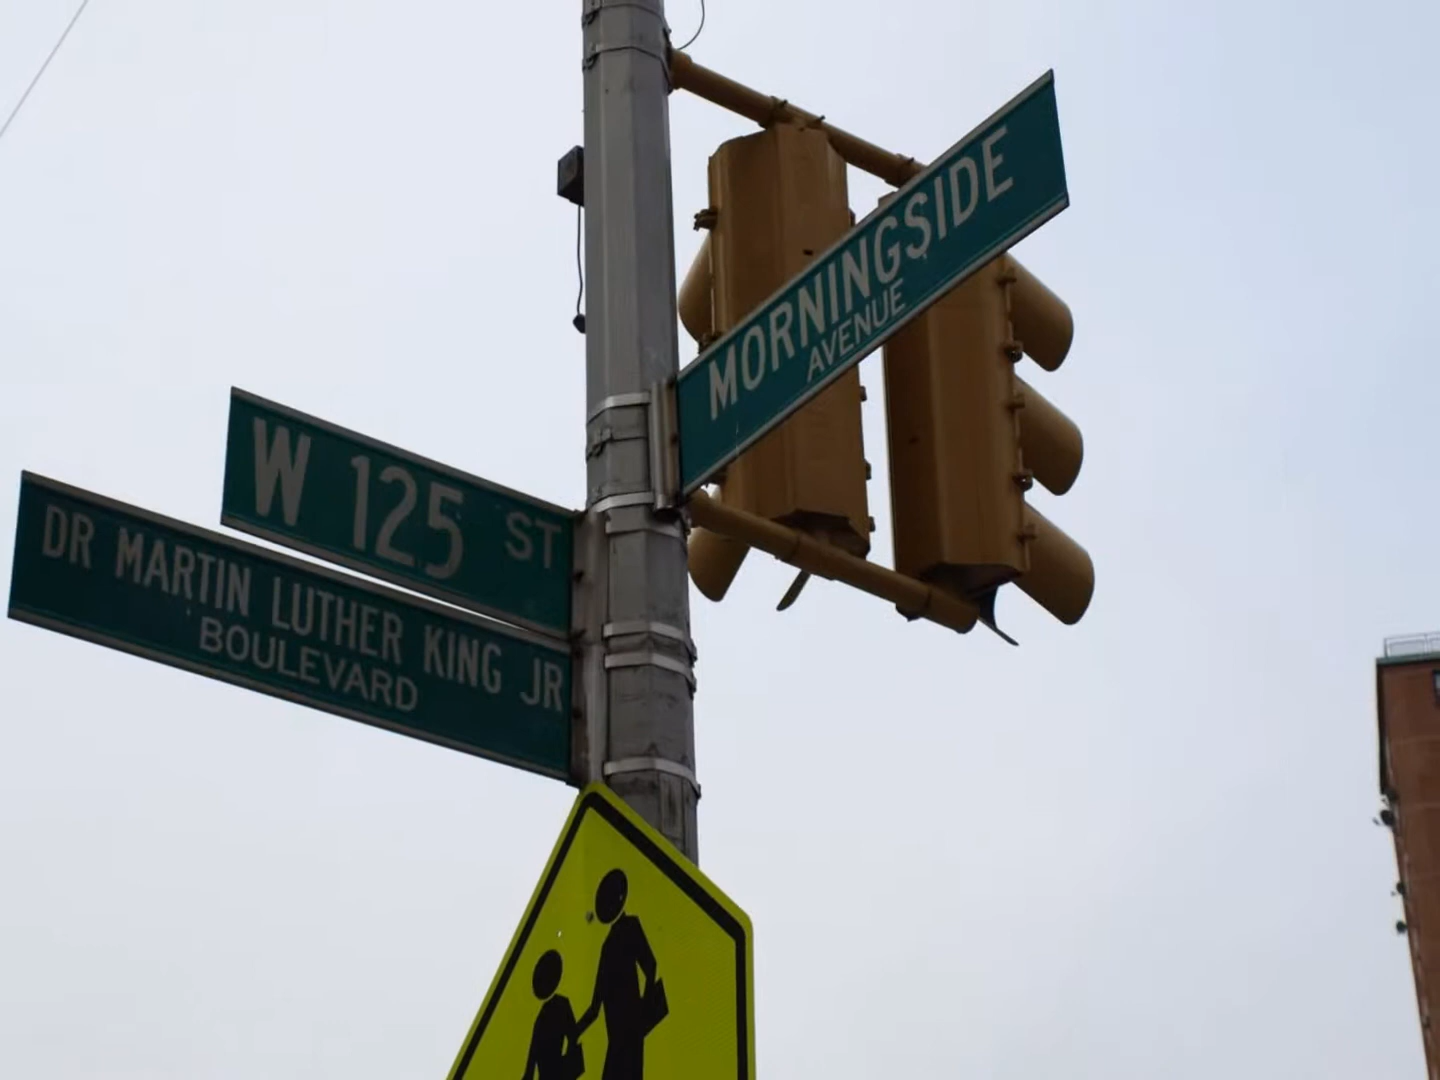 MORNINGSIDE
AVENUE
W 125 ST
DR MARTIN LUTHER KING JR
BOULEVARD